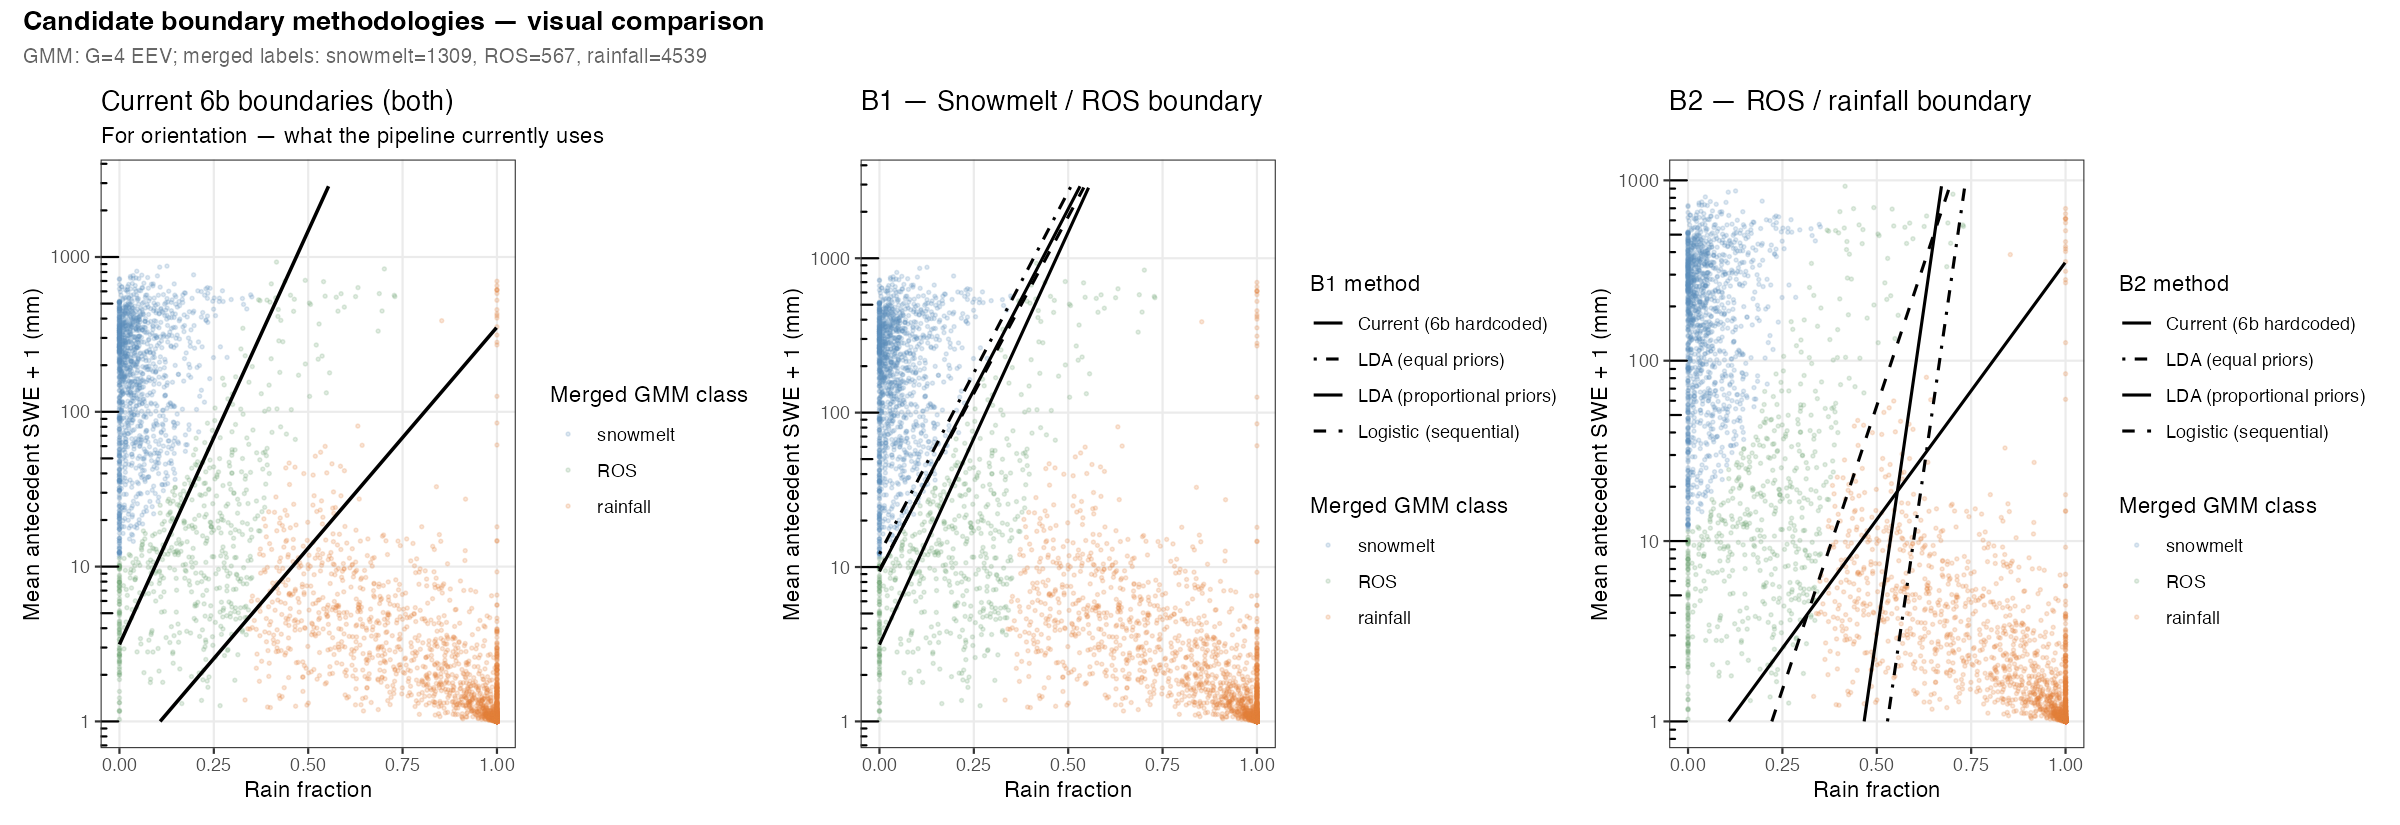 Candidate boundary methodologies — visual comparison
GMM: G=4 EEV; merged labels: snowmelt=1309, ROS=567, rainfall=4539
Current 6b boundaries (both)
For orientation — what the pipeline currently uses
Mean antecedent SWE + 1 (mm)
1000
100
10
1
0.00
0.25
0.50
0.75
1.00
Rain fraction
Merged GMM class
snowmelt
ROS
rainfall
B1 — Snowmelt / ROS boundary
Mean antecedent SWE + 1 (mm)
1000
100
10
1
0.00
0.25
0.50
0.75
1.00
Rain fraction
B1 method
Current (6b hardcoded)
LDA (equal priors)
LDA (proportional priors)
Logistic (sequential)
Merged GMM class
snowmelt
ROS
rainfall
B2 — ROS / rainfall boundary
Mean antecedent SWE + 1 (mm)
1000
100
10
1
0.00
0.25
0.50
0.75
1.00
Rain fraction
B2 method
Current (6b hardcoded)
LDA (equal priors)
LDA (proportional priors)
Logistic (sequential)
Merged GMM class
snowmelt
ROS
rainfall